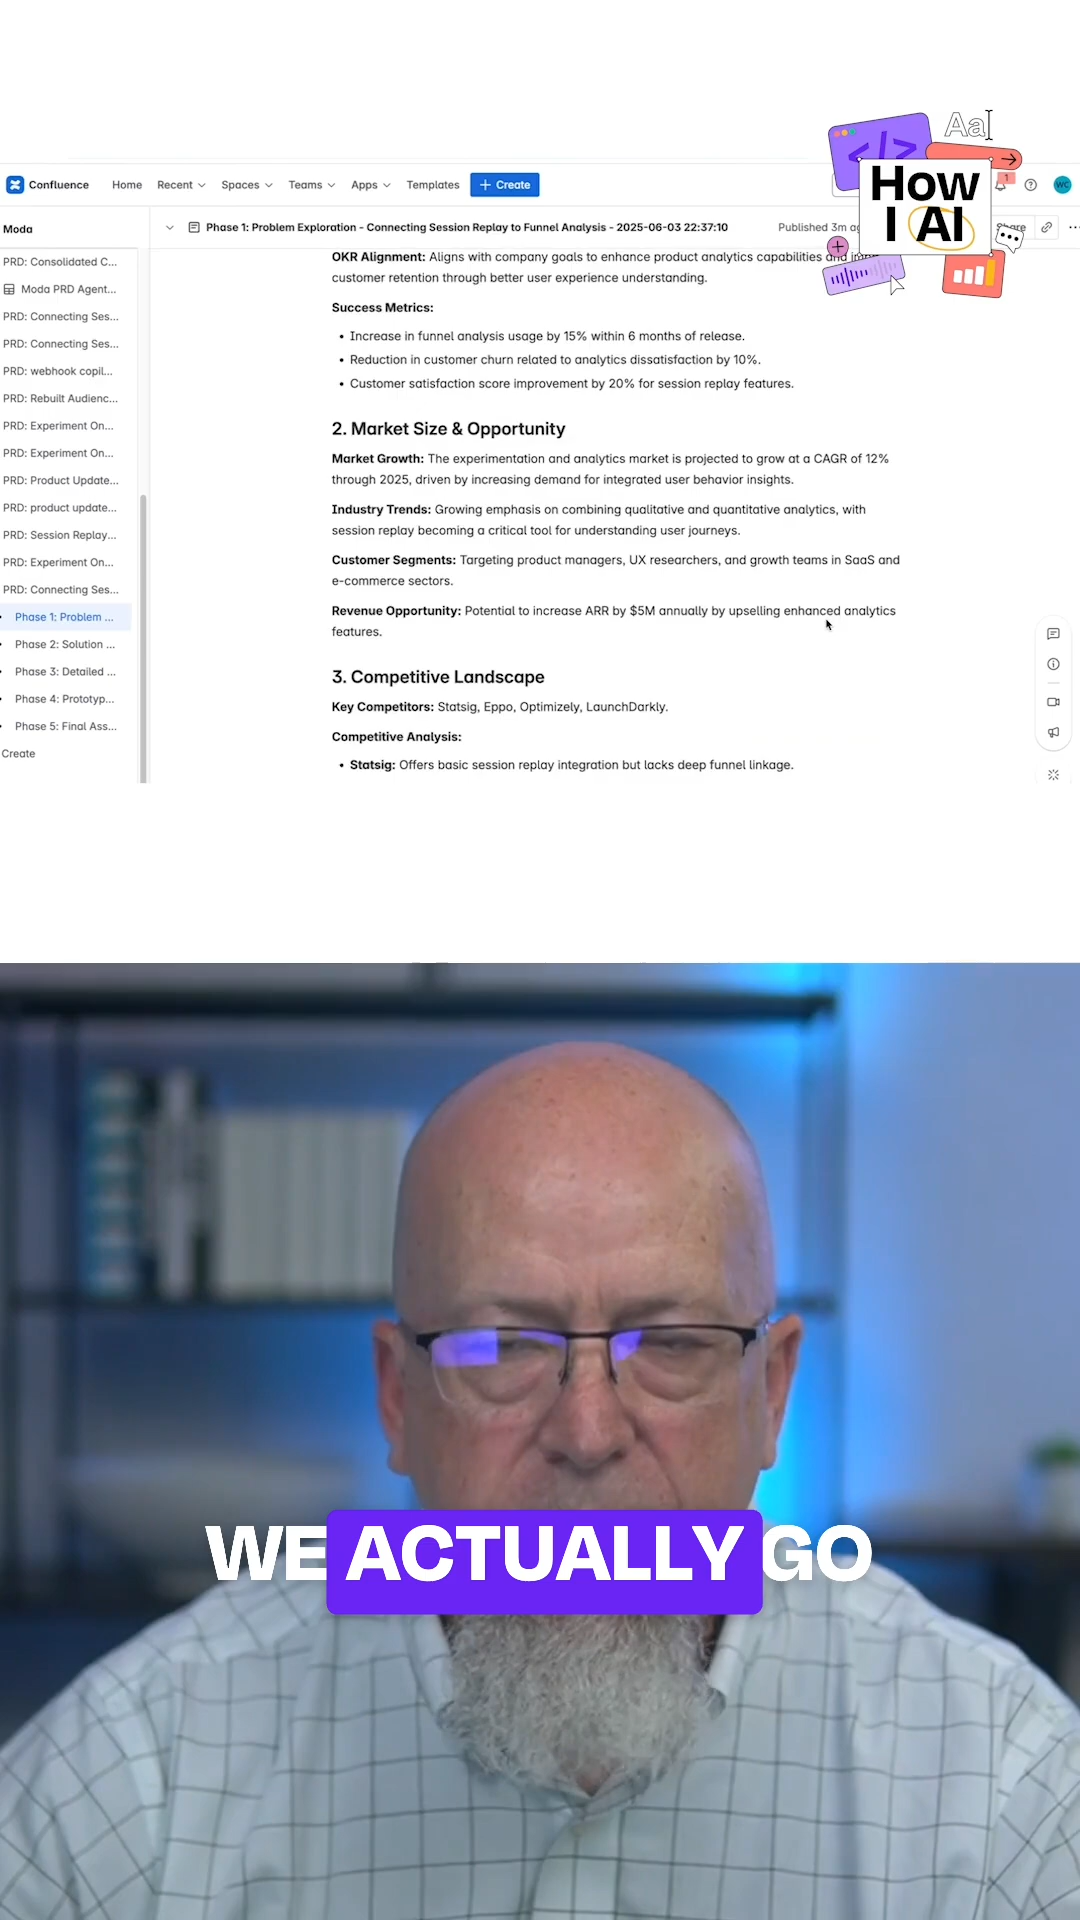 Aa
</>
How
I AI
Confluence
Home
Recent
Spaces
Teams
Apps
Templates
+ Create
1
WC
Moda
Phase 1: Problem Exploration - Connecting Session Replay to Funnel Analysis - 2025-06-03 22:37:10
Published 3m
PRD: Consolidated C...
Moda PRD Agent...
PRD: Connecting Ses...
PRD: Connecting Ses...
PRD: webhook copil...
PRD: Rebuilt Audienc...
PRD: Experiment On...
PRD: Experiment On...
PRD: Product Update...
PRD: product update...
PRD: Session Replay...
PRD: Experiment On...
PRD: Connecting Ses...
Phase 1: Problem ...
Phase 2: Solution ...
Phase 3: Detailed ...
Phase 4: Prototyp...
Phase 5: Final Ass...
Create
OKR Alignment: Aligns with company goals to enhance product analytics capabilities and
customer retention through better user experience understanding.
Success Metrics:
• Increase in funnel analysis usage by 15% within 6 months of release.
• Reduction in customer churn related to analytics dissatisfaction by 10%.
• Customer satisfaction score improvement by 20% for session replay features.
2. Market Size & Opportunity
Market Growth: The experimentation and analytics market is projected to grow at a CAGR of 12%
through 2025, driven by increasing demand for integrated user behavior insights.
Industry Trends: Growing emphasis on combining qualitative and quantitative analytics, with
session replay becoming a critical tool for understanding user journeys.
Customer Segments: Targeting product managers, UX researchers, and growth teams in SaaS and
e-commerce sectors.
Revenue Opportunity: Potential to increase ARR by $5M annually by upselling enhanced analytics
features.
3. Competitive Landscape
Key Competitors: Statsig, Eppo, Optimizely, LaunchDarkly.
Competitive Analysis:
• Statsig: Offers basic session replay integration but lacks deep funnel linkage.
WE ACTUALLY GO